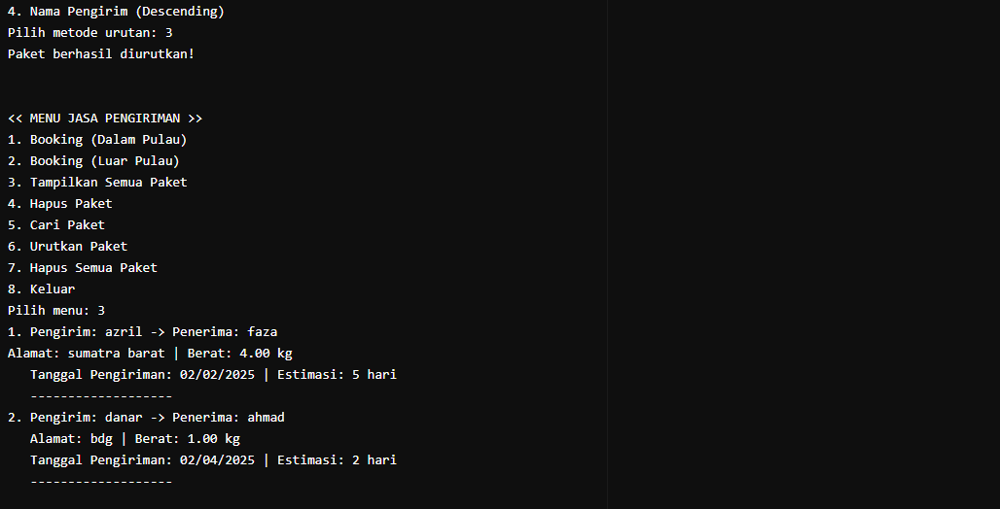 4. Nama Pengirim (Descending)
Pilih metode urutan: 3
Paket berhasil diurutkan!
<< MENU JASA PENGIRIMAN >>
1. Booking (Dalam Pulau)
2. Booking (Luar Pulau)
3. Tampilkan Semua Paket
4. Hapus Paket
5. Cari Paket
6. Urutkan Paket
7. Hapus Semua Paket
8. Keluar
Pilih menu: 3
1. Pengirim: azril -> Penerima: faza
Alamat: sumatra barat | Berat: 4.00 kg
   Tanggal Pengiriman: 02/02/2025 | Estimasi: 5 hari
   -------------------
2. Pengirim: danar -> Penerima: ahmad
   Alamat: bdg | Berat: 1.00 kg
   Tanggal Pengiriman: 02/04/2025 | Estimasi: 2 hari
   -------------------